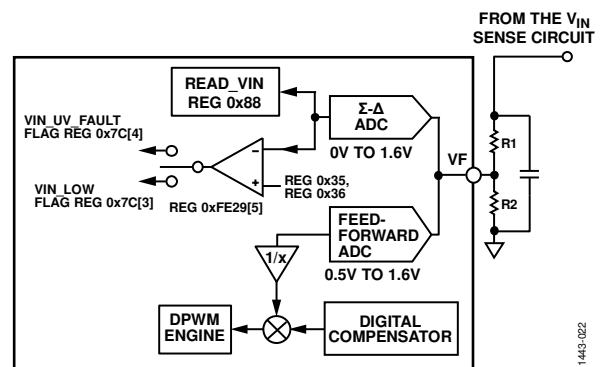 FROM THE VIN
SENSE CIRCUIT
READ_VIN
REG 0x88
VIN_UV_FAULT
FLAG REG 0x7C[4]
Σ-Δ
ADC
0V TO 1.6V
VF
R1
R2
VIN_LOW
FLAG REG 0x7C[3]
−
+
REG 0x35,
REG 0x36
REG 0xFE29[5]
FEED-
FORWARD
ADC
0.5V TO 1.6V
1/x
DPWM
ENGINE
DIGITAL
COMPENSATOR
1443-022